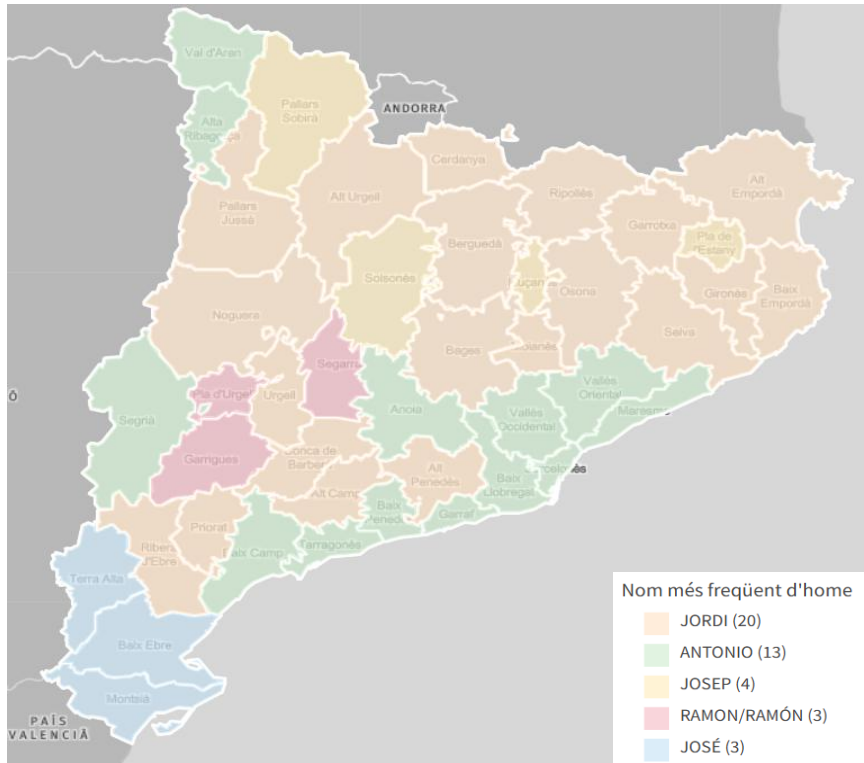 Val d'Aran
Pallars
Sobirà
ANDORRA
Alta
Ribagorça
Cerdanya
Alt
Empordà
Ripollès
Alt Urgell
Pallars
Jussà
Garrotxa
Pla de
l'Estany
Berguedà
Solsonès
Osona
Gironès
Baix
Empordà
Noguera
Selva
Bages
Segarra
Pla d'Urgell
Urgell
Ó
Segrià
Anoia
Vallès
Oriental
Maresme
Vallès
Occidental
Garrigues
Conca de
Barberà
Alt
Penedès
Baix
Llobregat
Alt Camp
Baix
Penedès
Garraf
Priorat
Ribera
d'Ebre
Baix Camp
Tarragonès
Terra Alta
Baix Ebre
Montsià
PAÍS
VALENCIÀ
Nom més freqüent d'home
JORDI (20)
ANTONIO (13)
JOSEP (4)
RAMON/RAMÓN (3)
JOSÉ (3)